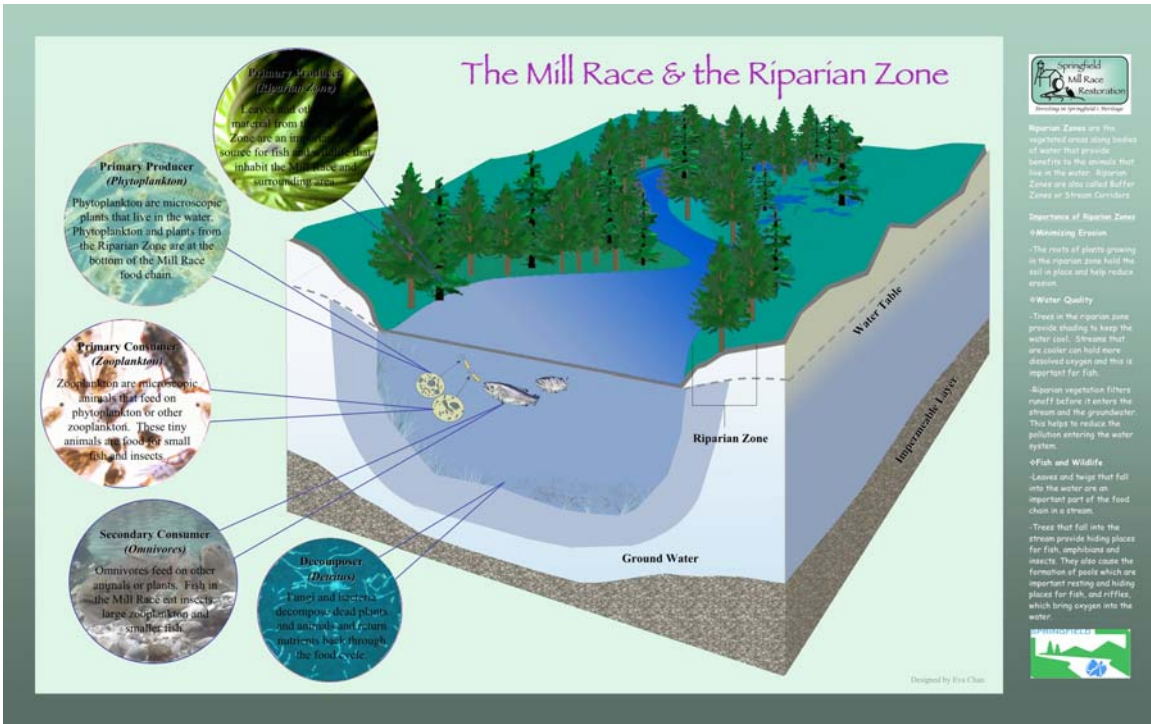 The Mill Race & the Riparian Zone
Primary Producer
(Riparian Zone)
Leaves and
material from the
Zone are an
source for fish and that
inhabit the Mill Race and
surrounding area.
Primary Producer
(Phytoplankton)
Phytoplankton are microscopic
plants that live in the water.
Phytoplankton and plants from
the Riparian Zone are at the
bottom of the Mill Race
food chain.
Primary Consumer
(Zooplankton)
Zooplankton are microscopic
animals that feed on
phytoplankton or other
zooplankton. These tiny
animals are food for small
fish and insects
Secondary Consumer
(Omnivores)
Omnivores feed on other
animals or plants. Fish in
the Mill Race eat insects,
large zooplankton and
smaller fish.
Decomposer
(Detritus)
Fungi and bacteria
decompose dead plants
and animals and return
nutrients back through
the food cycle.
Water Table
Impermeable Layer
Riparian Zone
Ground Water
Designed by Eva Chan
Springfield
Mill Race
Restoration
Investing in Springfield's Heritage
Riparian Zones are the
vegetated areas along bodies
of water that provide
benefits to the animals that
live in the water. Riparian
Zones are also called Buffer
Zones or Stream Corridors
Importance of Riparian Zones
❖Minimizing Erosion
-The roots of plants growing
in the riparian zone hold the
soil in place and help reduce
erosion.
❖Water Quality
-Trees in the riparian zone
provide shading to keep the
water cool. Streams that
are cooler can hold more
dissolved oxygen and this is
important for fish.
-Riparian vegetation filters
runoff before it enters the
stream and the groundwater.
This helps to reduce the
pollution entering the water
system.
❖Fish and Wildlife
-Leaves and twigs that fall
into the water are an
important part of the food
chain in a stream.
-Trees that fall into the
stream provide hiding places
for fish, amphibians and
insects. They also cause the
formation of pools which are
important resting and hiding
places for fish, and riffles,
which bring oxygen into the
water.
SPRINGFIELD